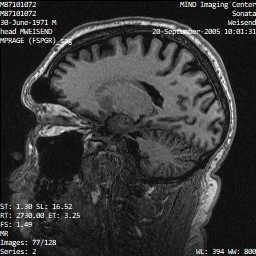 M87101072
M87101072
30-June-1971 M
head MWEISEND
MPRAGE (FSPGR)_Sag
MIND Imaging Center
Sonata
Weisend
20-September-2005 10:01:31
ST: 1.30 SL: 16.52
RT: 2730.00 ET: 3.25
FS: 1.49
MR
Images: 77/128
Series: 2
WL: 394 WW: 800